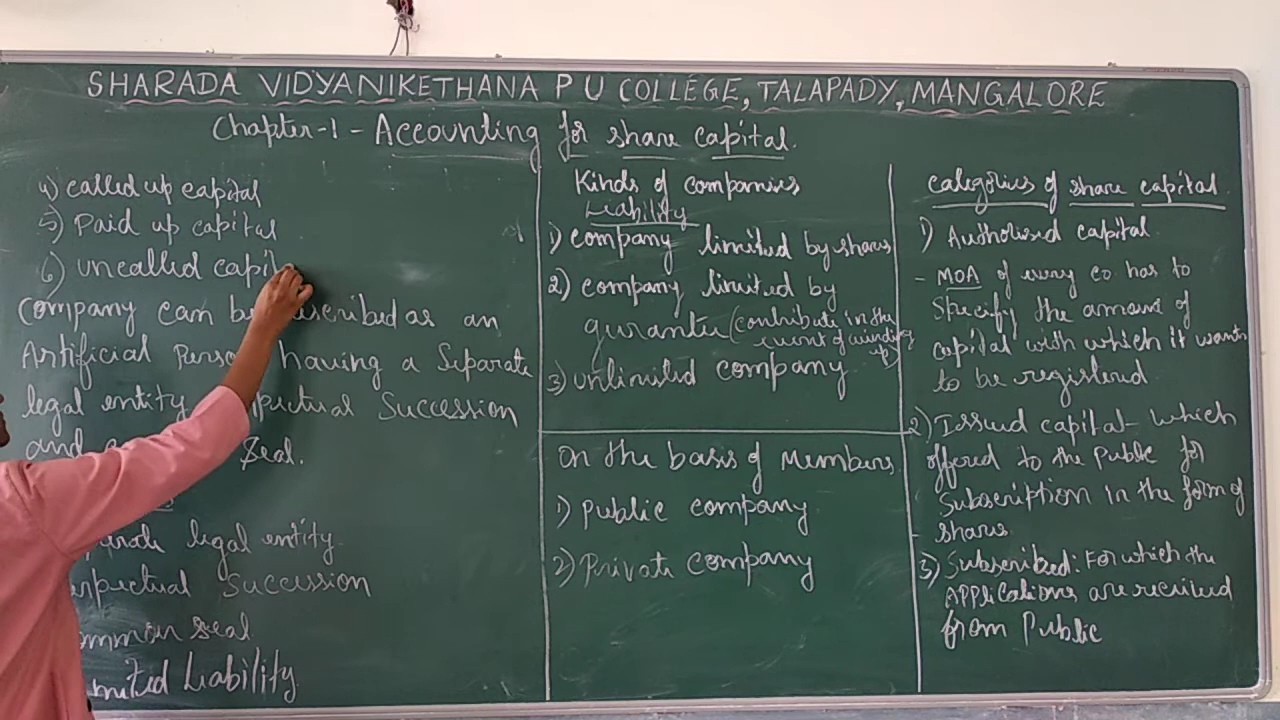 SHARADA VIDYANIKETHANA P U COLLEGE, TALAPADY, MANGALORE
Chapter-1 - Accounting for share capital.
4) called up capital
5) Paid up capital
6) uncalled capit
company can be described as an
Artificial Person having a Separate
legal entity perpetual Succession
and Seal.
legal entity
Succession
common seal
Limited Liability
Kinds of companies
Liability
1) company limited by shares
2) company limited by
gurantee (contribute in the
event of winding
up)
3) unlimited company
on the basis of Members
1) Public company
2) Private company
categories of share capital.
1) Authorised capital.
- MOA of every co has to
Specify the amount of
capital with which it wants
to be registered
2) Issued capital - which
offered to the Public for
Subscription in the form of
- shares
3) Subscribed: For which the
Applications are received
from Public